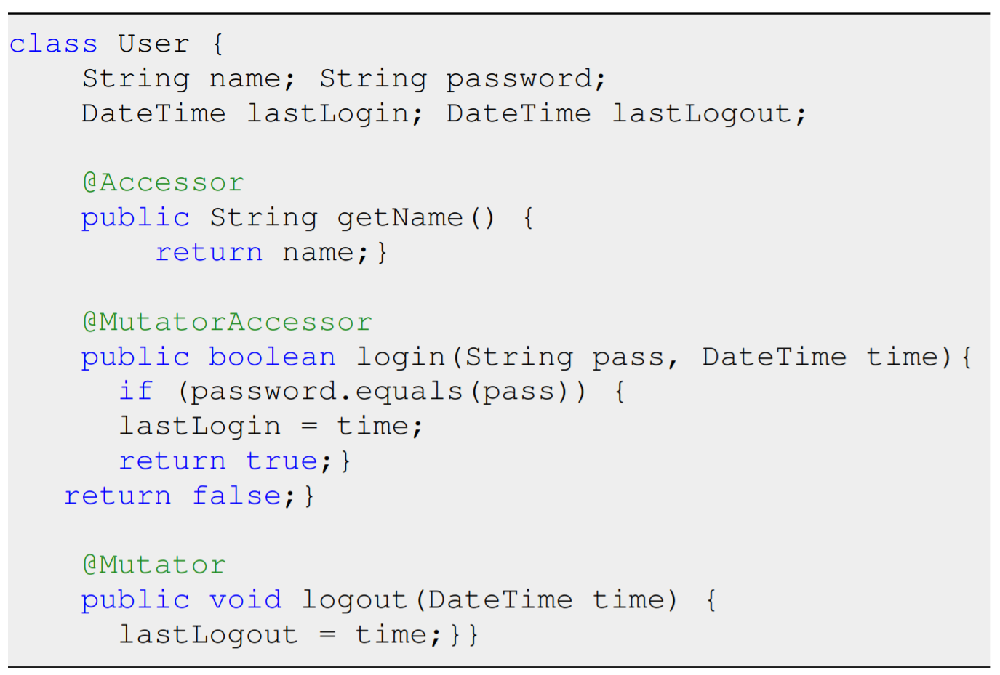 class User {
    String name; String password;
    DateTime lastLogin; DateTime lastLogout;

    @Accessor
    public String getName() {
        return name;}

    @MutatorAccessor
    public boolean login(String pass, DateTime time){
      if (password.equals(pass)) {
      lastLogin = time;
      return true;}
   return false;}

    @Mutator
    public void logout(DateTime time) {
      lastLogout = time;}}